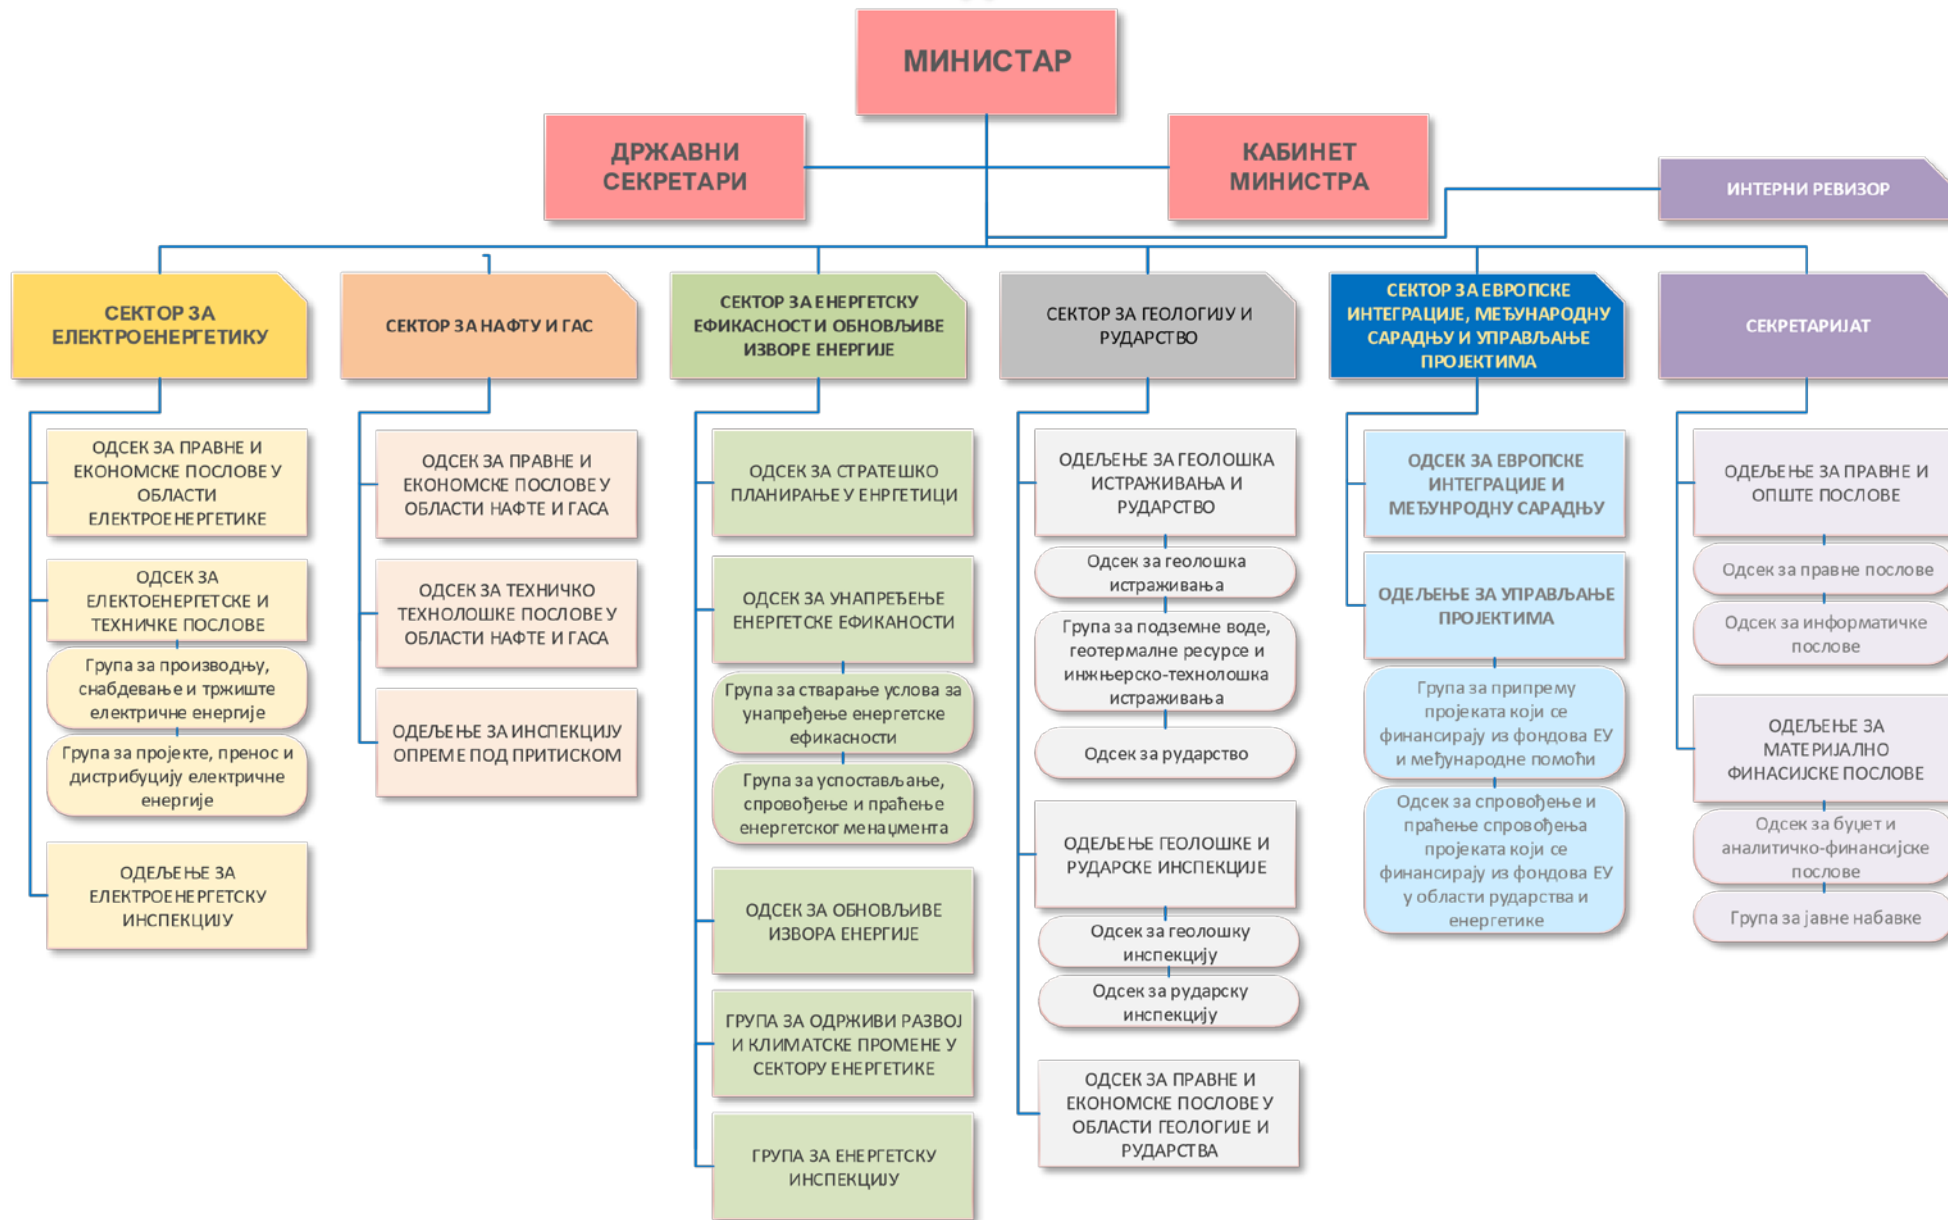 МИНИСТАР
ДРЖАВНИ
СЕКРЕТАРИ
КАБИНЕТ
МИНИСТРА
ИНТЕРНИ РЕВИЗОР
СЕКТОР ЗА
ЕЛЕКТРОЕНЕРГЕТИКУ
ОДСЕК ЗА ПРАВНЕ И
ЕКОНОМСКЕ ПОСЛОВЕ У
ОБЛАСТИ
ЕЛЕКТРОЕНЕРГЕТИКЕ
ОДСЕК ЗА
ЕЛЕКТОЕНЕРГЕТСКЕ И
ТЕХНИЧКЕ ПОСЛОВЕ
Група за производњу,
снабдевање и тржиште
електричне енергије
Група за пројекте, пренос и
дистрибуцију електричне
енергије
ОДЕЉЕЊЕ ЗА
ЕЛЕКТРОЕНЕРГЕТСКУ
ИНСПЕКЦИЈУ
СЕКТОР ЗА НАФТУ И ГАС
ОДСЕК ЗА ПРАВНЕ И
ЕКОНОМСКЕ ПОСЛОВЕ У
ОБЛАСТИ НАФТЕ И ГАСА
ОДСЕК ЗА ТЕХНИЧКО
ТЕХНОЛОШКЕ ПОСЛОВЕ У
ОБЛАСТИ НАФТЕ И ГАСА
ОДЕЉЕЊЕ ЗА ИНСПЕКЦИЈУ
ОПРЕМЕ ПОД ПРИТИСКОМ
СЕКТОР ЗА ЕНЕРГЕТСКУ
ЕФИКАСНОСТ И ОБНОВЉИВЕ
ИЗВОРЕ ЕНЕРГИЈЕ
ОДСЕК ЗА СТРАТЕШКО
ПЛАНИРАЊЕ У ЕНРГЕТИЦИ
ОДСЕК ЗА УНАПРЕЂЕЊЕ
ЕНЕРГЕТСКЕ ЕФИКАНОСТИ
Група за стварање услова за
унапређење енергетске
ефикасности
Група за успостављање,
спровођење и праћење
енергетског менаџмента
ОДСЕК ЗА ОБНОВЉИВЕ
ИЗВОРА ЕНЕРГИЈЕ
ГРУПА ЗА ОДРЖИВИ РАЗВОЈ
И КЛИМАТСКЕ ПРОМЕНЕ У
СЕКТОРУ ЕНЕРГЕТИКЕ
ГРУПА ЗА ЕНЕРГЕТСКУ
ИНСПЕКЦИЈУ
СЕКТОР ЗА ГЕОЛОГИЈУ И
РУДАРСТВО
ОДЕЉЕЊЕ ЗА ГЕОЛОШКА
ИСТРАЖИВАЊА И
РУДАРСТВО
Одсек за геолошка
истраживања
Група за подземне воде,
геотермалне ресурсе и
инжњерско-технолошка
истраживања
Одсек за рударство
ОДЕЉЕЊЕ ГЕОЛОШКЕ И
РУДАРСКЕ ИНСПЕКЦИЈЕ
Одсек за геолошку
инспекцију
Одсек за рударску
инспекцију
ОДСЕК ЗА ПРАВНЕ И
ЕКОНОМСКЕ ПОСЛОВЕ У
ОБЛАСТИ ГЕОЛОГИЈЕ И
РУДАРСТВА
СЕКТОР ЗА ЕВРОПСКЕ
ИНТЕГРАЦИЈЕ, МЕЂУНАРОДНУ
САРАДЊУ И УПРАВЉАЊЕ
ПРОЈЕКТИМА
ОДСЕК ЗА ЕВРОПСКЕ
ИНТЕГРАЦИЈЕ И
МЕЂУНРОДНУ САРАДЊУ
ОДЕЉЕЊЕ ЗА УПРАВЉАЊЕ
ПРОЈЕКТИМА
Група за припрему
пројеката који се
финансирају из фондова ЕУ
и међународне помоћи
Одсек за спровођење и
праћење спровођења
пројеката који се
финансирају из фондова ЕУ
у области рударства и
енергетике
СЕКРЕТАРИЈАТ
ОДЕЉЕЊЕ ЗА ПРАВНЕ И
ОПШТЕ ПОСЛОВЕ
Одсек за правне послове
Одсек за информатичке
послове
ОДЕЉЕЊЕ ЗА
МАТЕРИЈАЛНО
ФИНАСИЈСКЕ ПОСЛОВЕ
Одсек за буџет и
аналитичко-финансијске
послове
Група за јавне набавке